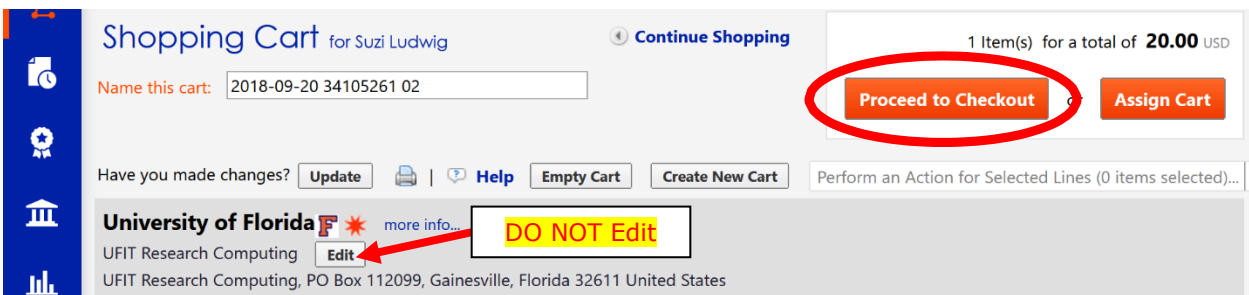 Shopping Cart for Suzi Ludwig
Continue Shopping
1 Item(s) for a total of 20.00 USD
Name this cart: 2018-09-20 34105261 02
Proceed to Checkout or Assign Cart
Have you made changes? Update | Help Empty Cart Create New Cart Perform an Action for Selected Lines (0 items selected)...
University of Florida F more info...
DO NOT Edit
UFIT Research Computing Edit
UFIT Research Computing, PO Box 112099, Gainesville, Florida 32611 United States